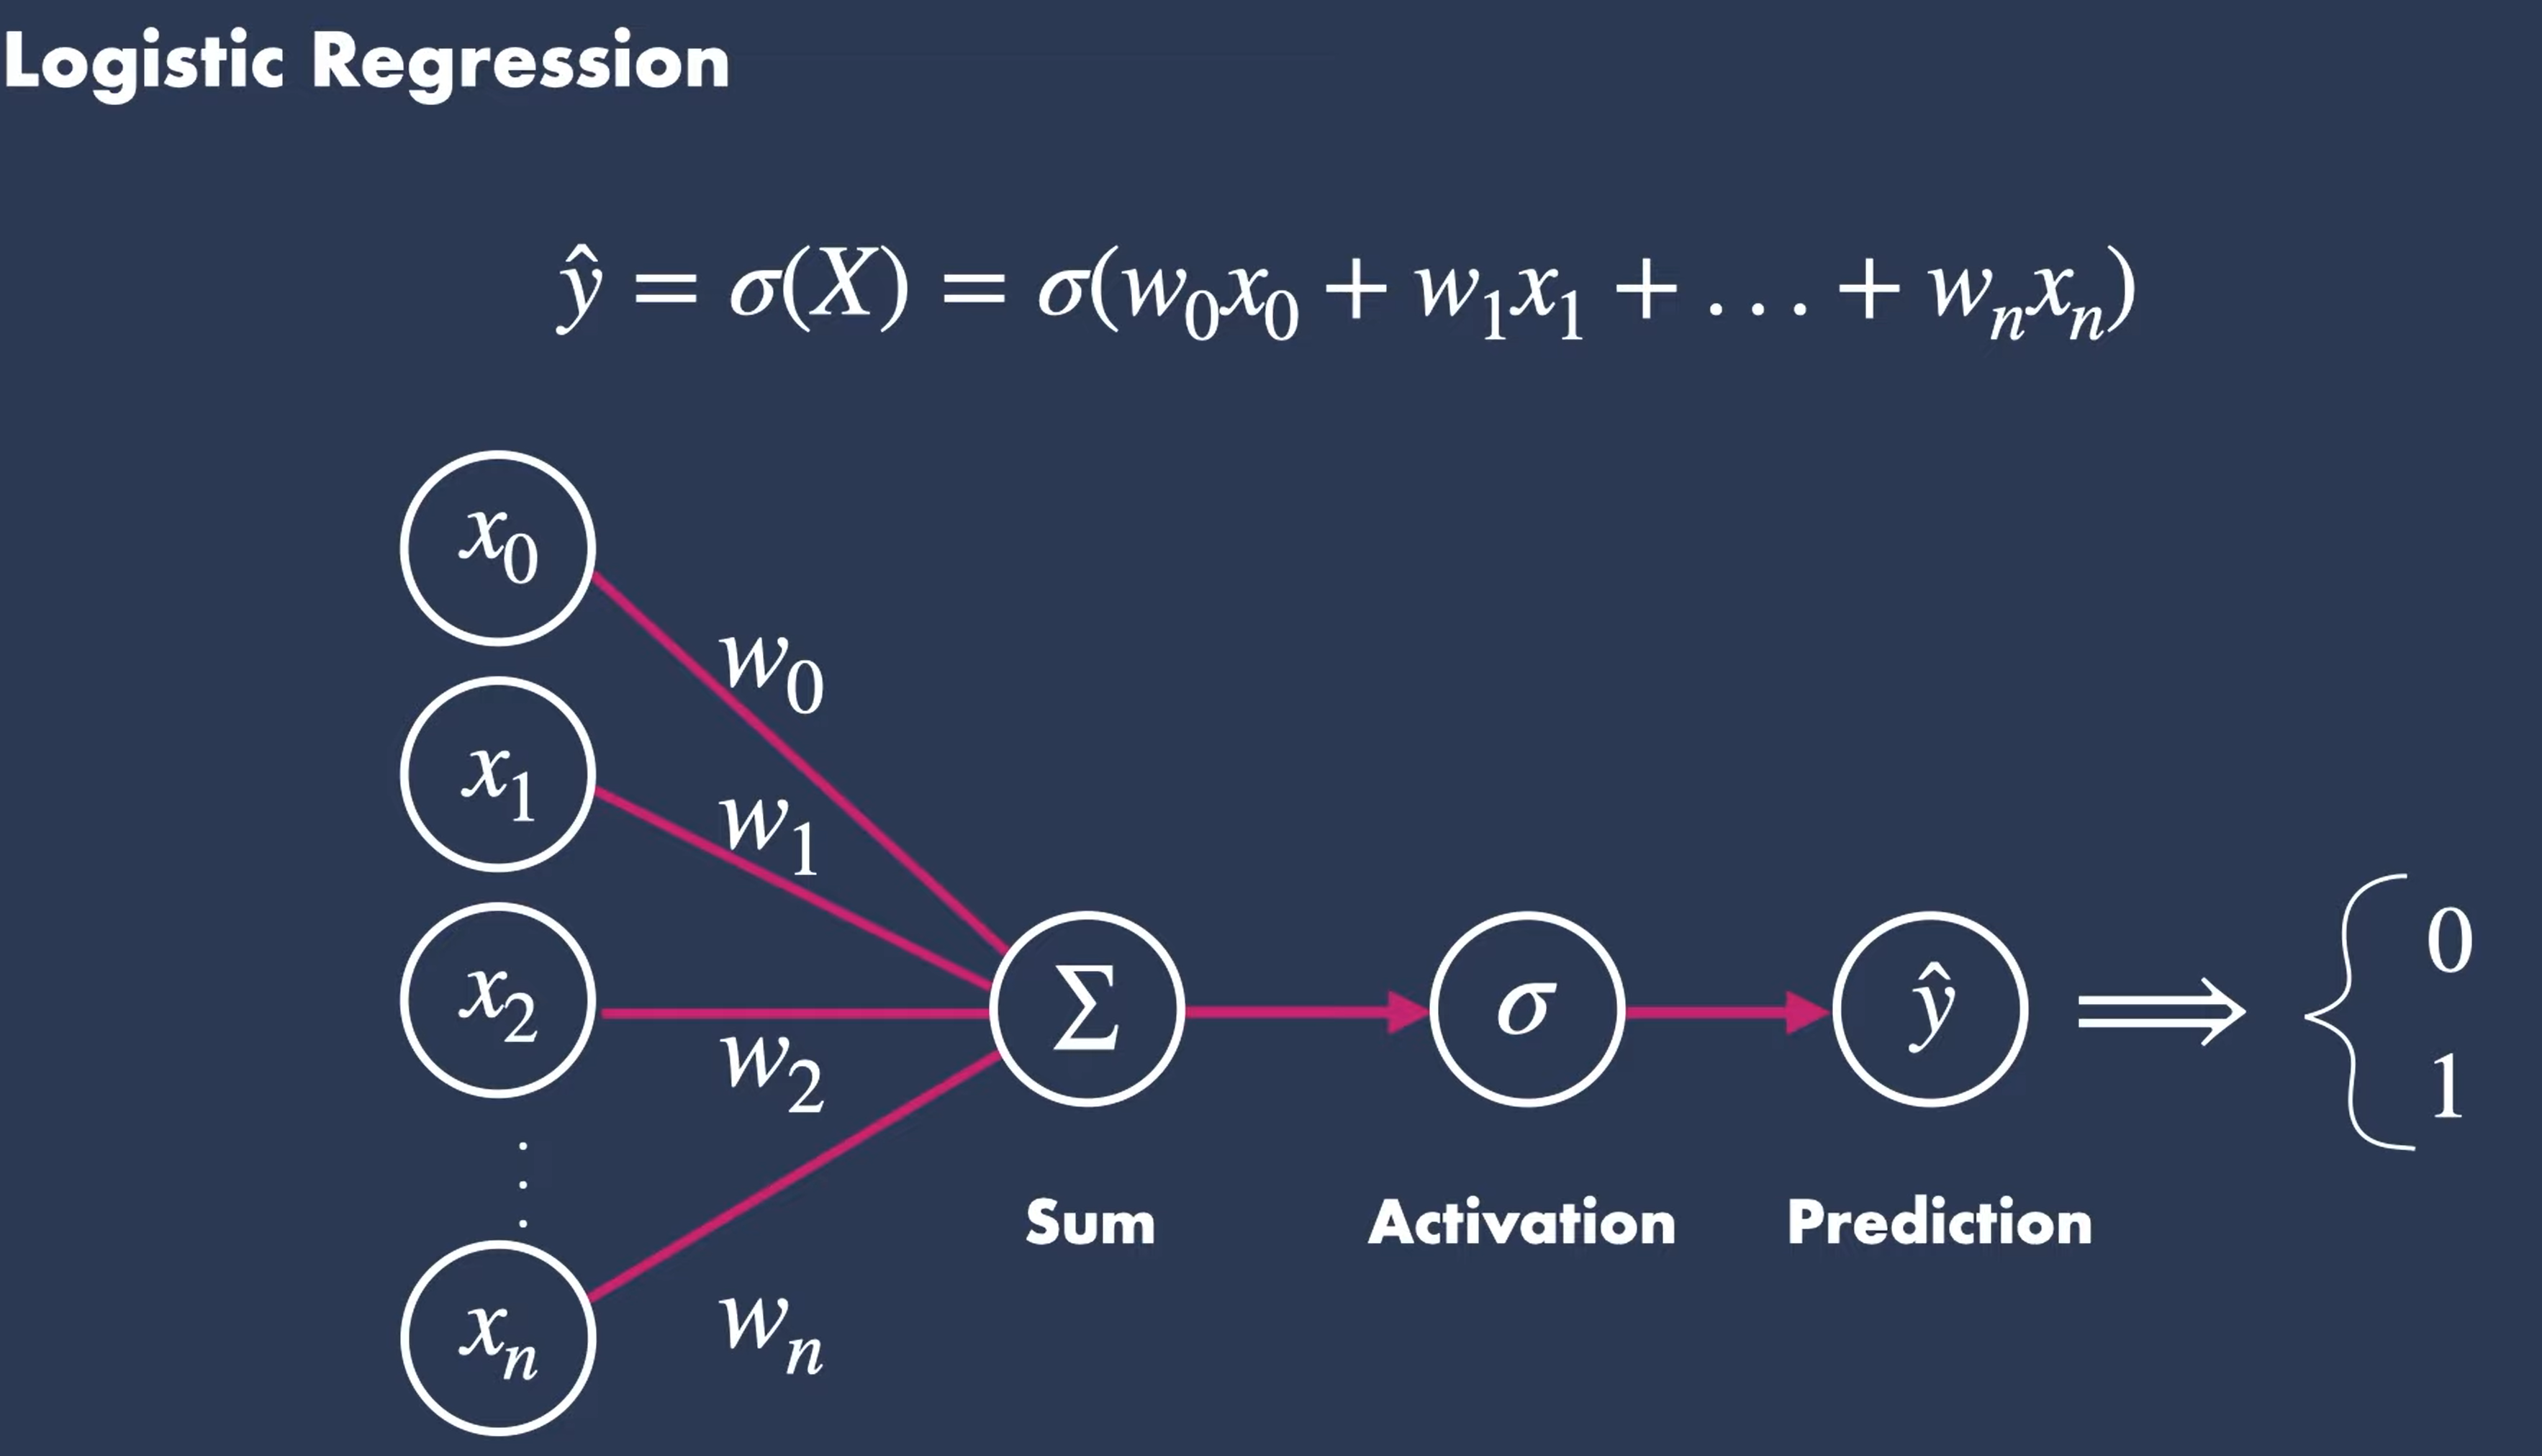 Logistic Regression
ŷ = σ(X) = σ(w₀x₀ + w₁x₁ + . . . + wₙxₙ)
x₀
w₀
x₁
w₁
x₂
w₂
Σ
σ
ŷ
⟹
{
0
1
⋮
Sum
Activation
Prediction
xₙ
wₙ